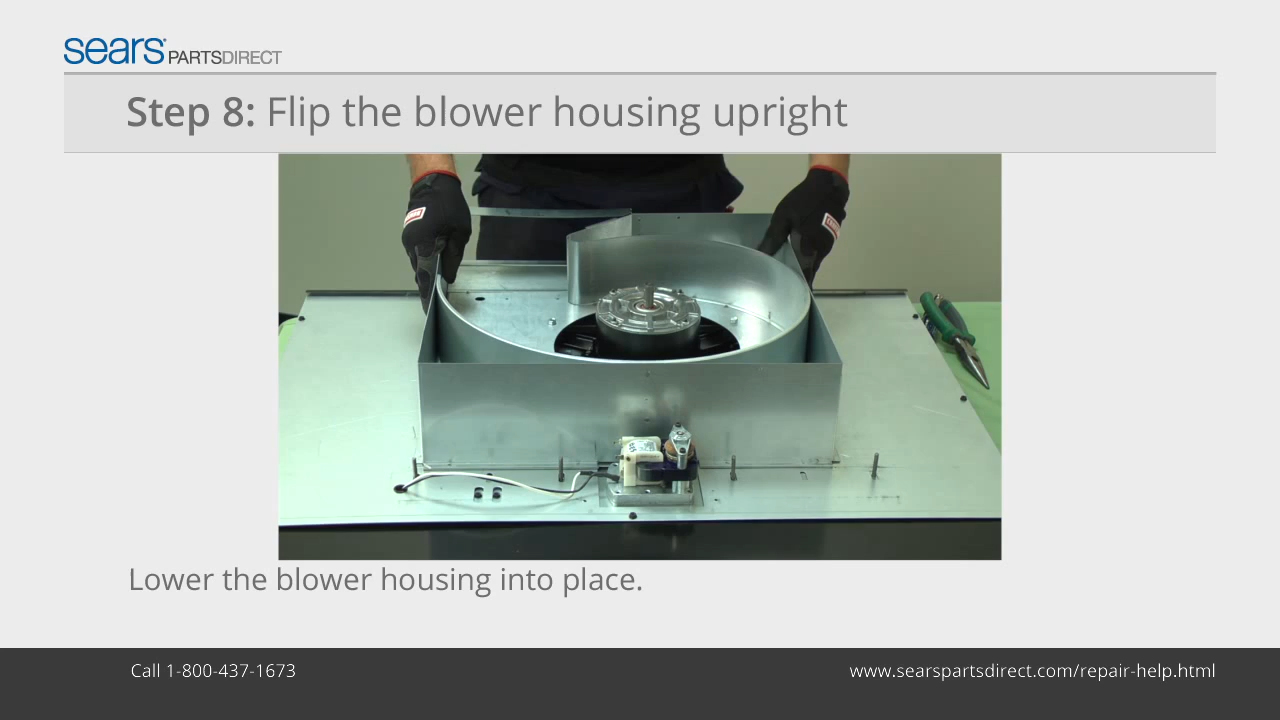 sears PARTSDIRECT
Step 8: Flip the blower housing upright
Lower the blower housing into place.
Call 1-800-437-1673
www.searspartsdirect.com/repair-help.html